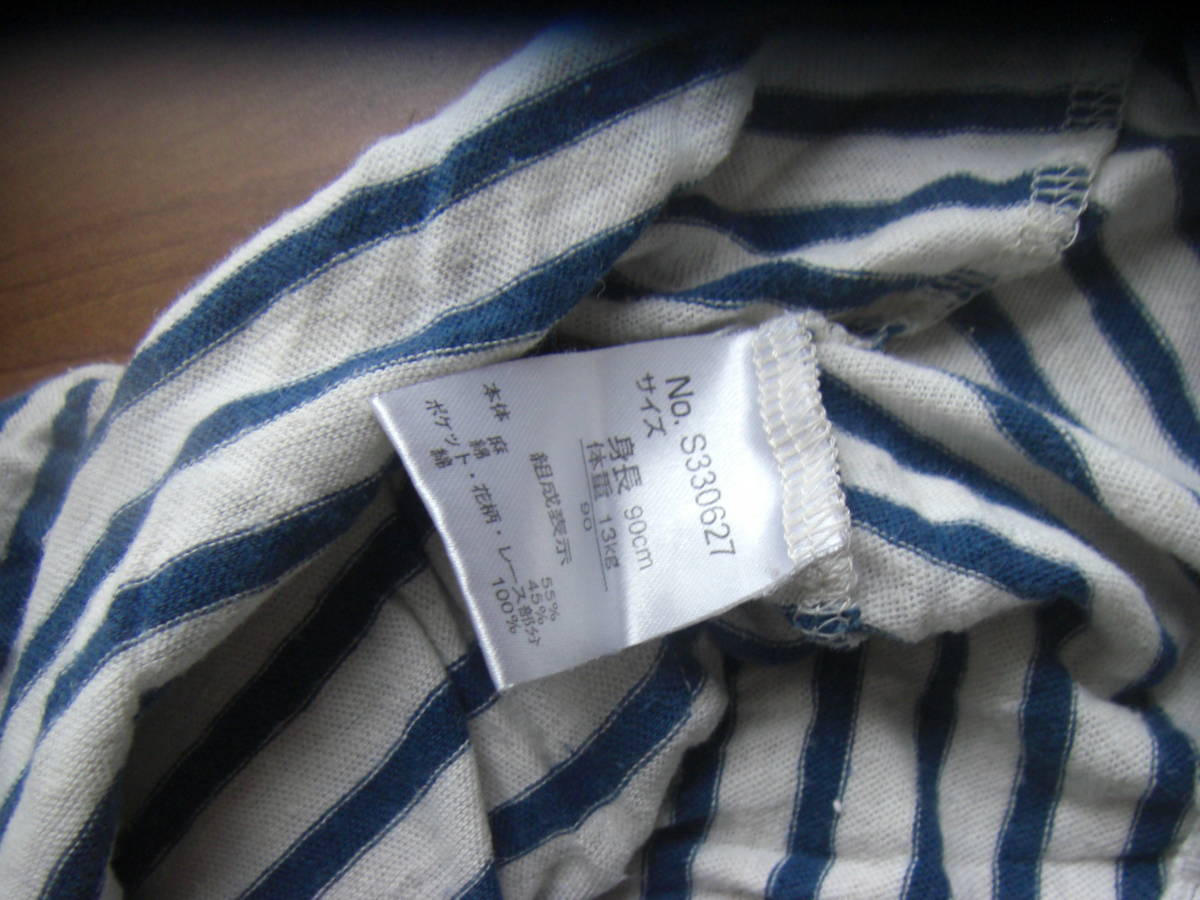 No. S330627
サイズ
身長 90cm
体重 13kg
90
組成表示
本体 麻 55%
綿 45%
ポケット・花柄・レース部分
綿 100%